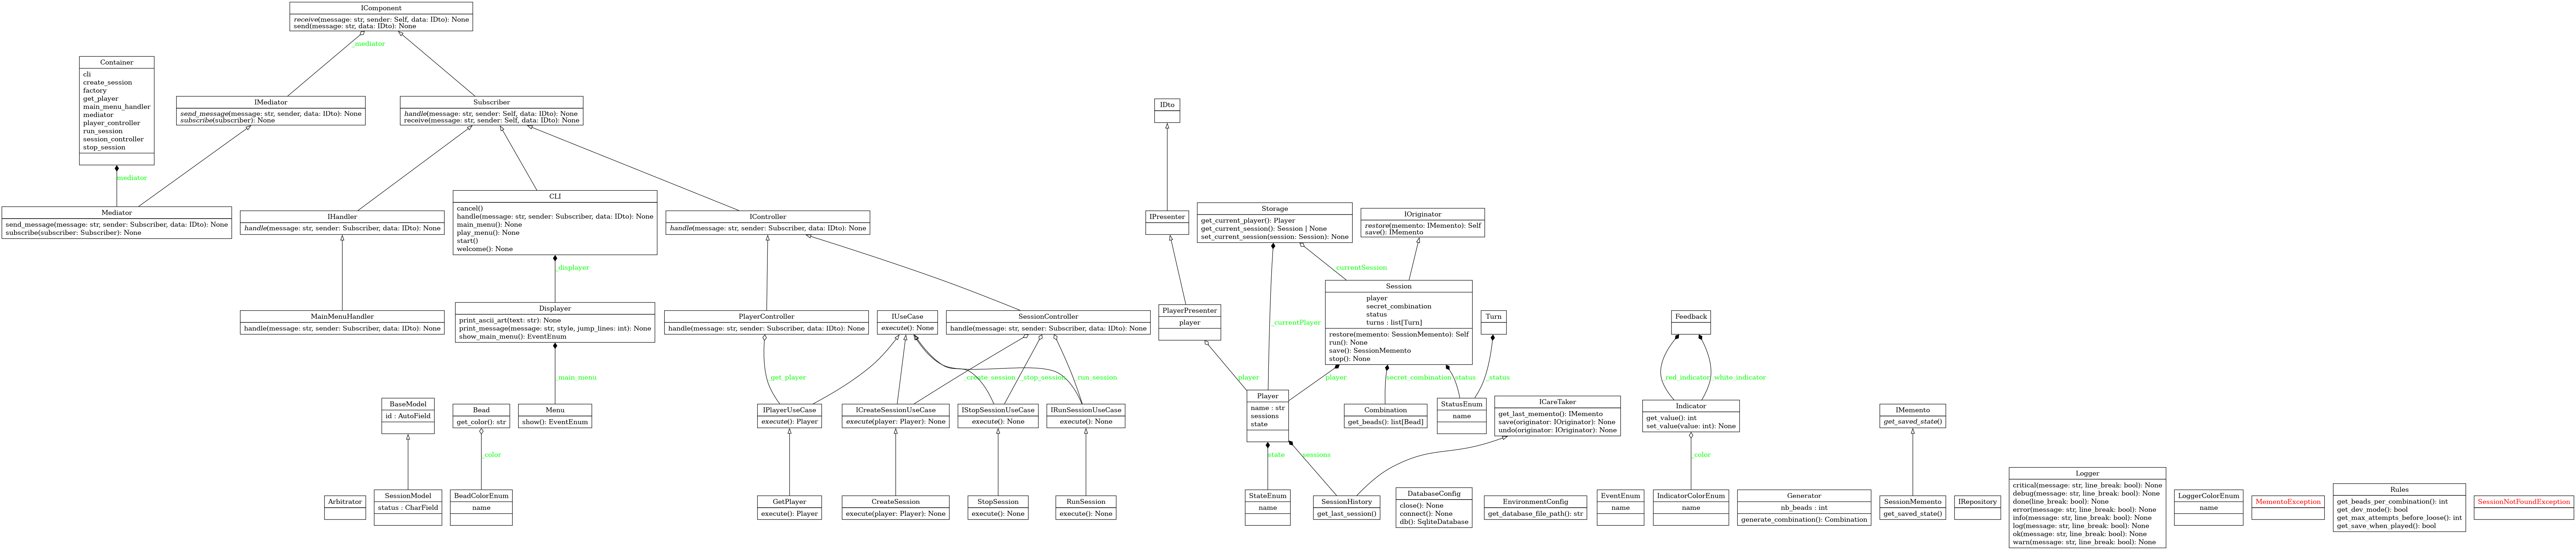 IComponent
receive(message: str, sender: Self, data: IDto): None
send(message: str, data: IDto): None
_mediator
Container
cli
create_session
factory
get_player
main_menu_handler
mediator
player_controller
run_session
session_controller
stop_session
IMediator
send_message(message: str, sender, data: IDto): None
subscribe(subscriber): None
Subscriber
handle(message: str, sender: Self, data: IDto): None
receive(message: str, sender: Self, data: IDto): None
IDto
mediator
Mediator
send_message(message: str, sender: Subscriber, data: IDto): None
subscribe(subscriber: Subscriber): None
IHandler
handle(message: str, sender: Subscriber, data: IDto): None
CLI
cancel()
handle(message: str, sender: Subscriber, data: IDto): None
main_menu(): None
play_menu(): None
start()
welcome(): None
IController
handle(message: str, sender: Subscriber, data: IDto): None
IPresenter
Storage
get_current_player(): Player
get_current_session(): Session | None
set_current_session(session: Session): None
IOriginator
restore(memento: IMemento): Self
save(): IMemento
_displayer
_currentSession
MainMenuHandler
handle(message: str, sender: Subscriber, data: IDto): None
Displayer
print_ascii_art(text: str): None
print_message(message: str, style, jump_lines: int): None
show_main_menu(): EventEnum
PlayerController
handle(message: str, sender: Subscriber, data: IDto): None
IUseCase
execute(): None
SessionController
handle(message: str, sender: Subscriber, data: IDto): None
PlayerPresenter
player
_currentPlayer
Session
player
secret_combination
status
turns : list[Turn]
restore(memento: SessionMemento): Self
run(): None
save(): SessionMemento
stop(): None
Turn
Feedback
_main_menu
get_player
create_session
_stop_session
run_session
player
player
secret_combination
status
_status
red_indicator
white_indicator
BaseModel
id : AutoField
Bead
get_color(): str
Menu
show(): EventEnum
IPlayerUseCase
execute(): Player
ICreateSessionUseCase
execute(player: Player): None
IStopSessionUseCase
execute(): None
IRunSessionUseCase
execute(): None
Player
name : str
sessions
state
Combination
get_beads(): list[Bead]
StatusEnum
name
ICareTaker
get_last_memento(): IMemento
save(originator: IOriginator): None
undo(originator: IOriginator): None
Indicator
get_value(): int
set_value(value: int): None
IMemento
get_saved_state()
_color
state
sessions
_color
Arbitrator
SessionModel
status : CharField
BeadColorEnum
name
GetPlayer
execute(): Player
CreateSession
execute(player: Player): None
StopSession
execute(): None
RunSession
execute(): None
StateEnum
name
SessionHistory
get_last_session()
DatabaseConfig
close(): None
connect(): None
db(): SqliteDatabase
EnvironmentConfig
get_database_file_path(): str
EventEnum
name
IndicatorColorEnum
name
Generator
nb_beads : int
generate_combination(): Combination
SessionMemento
get_saved_state()
IRepository
Logger
critical(message: str, line_break: bool): None
debug(message: str, line_break: bool): None
done(line_break: bool): None
error(message: str, line_break: bool): None
info(message: str, line_break: bool): None
log(message: str, line_break: bool): None
ok(message: str, line_break: bool): None
warn(message: str, line_break: bool): None
LoggerColorEnum
name
MementoException
Rules
get_beads_per_combination(): int
get_dev_mode(): bool
get_max_attempts_before_loose(): int
get_save_when_played(): bool
SessionNotFoundException